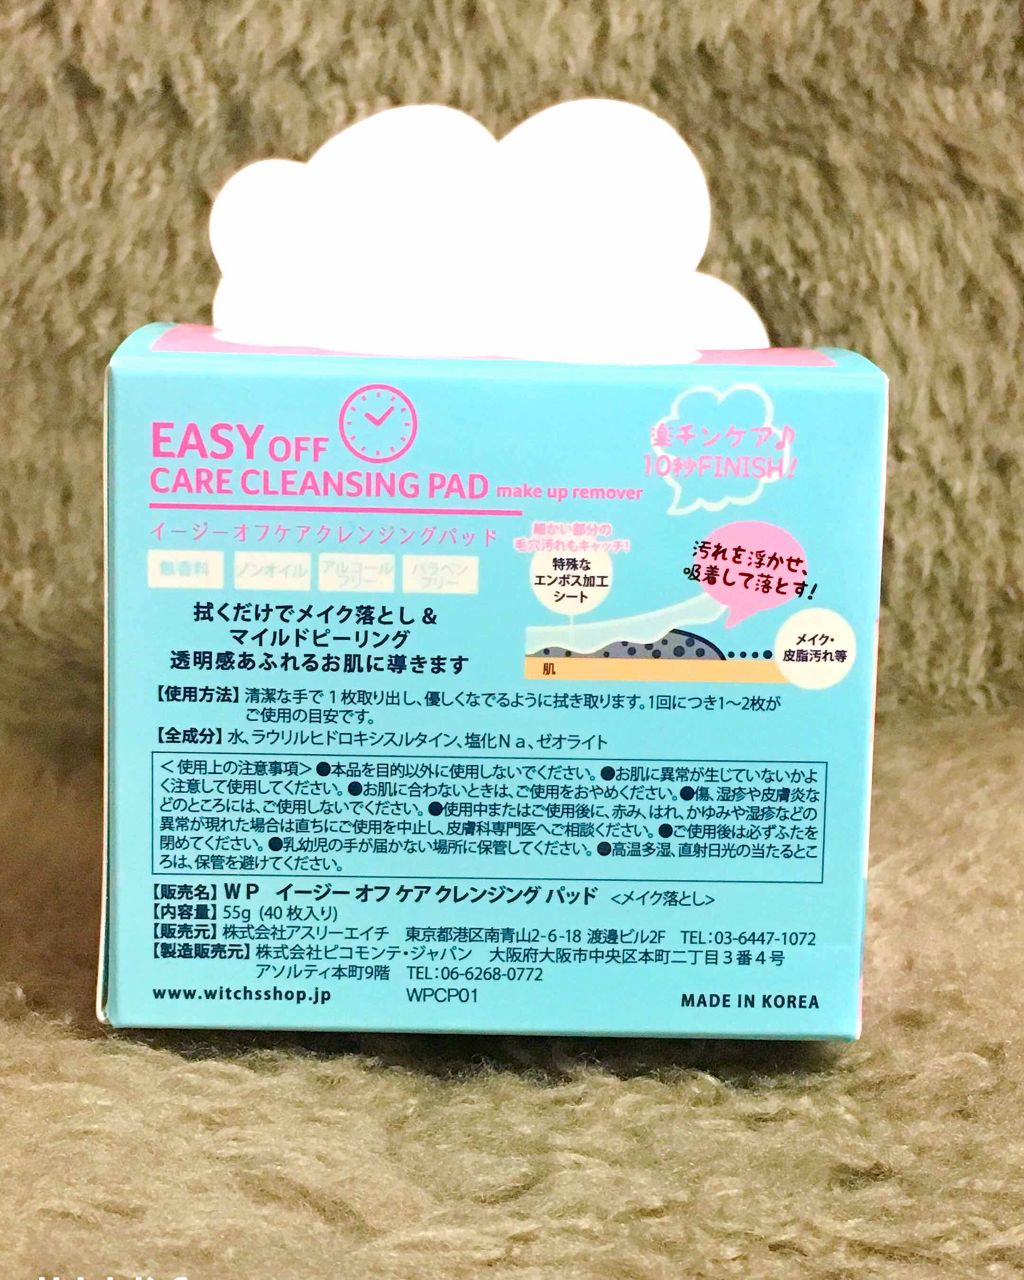 EASY OFF
CARE CLEANSING PAD make up remover
イージーオフケアクレンジングパッド
無香料
ノンオイル
アルコール
フリー
パラベン
フリー
楽チンケア♪
10秒FINISH!
細かい部分の
毛穴汚れもキャッチ!
特殊な
エンボス加工
シート
汚れを浮かせ、
吸着して落とす!
メイク・
皮脂汚れ等
肌
拭くだけでメイク落とし&
マイルドピーリング
透明感あふれるお肌に導きます
【使用方法】清潔な手で1枚取り出し、優しくなでるように拭き取ります。1回につき1〜2枚が
ご使用の目安です。
【全成分】水、ラウリルヒドロキシスルタイン、塩化Na、ゼオライト
<使用上の注意事項>●本品を目的以外に使用しないでください。●お肌に異常が生じていないかよ
く注意して使用してください。●お肌に合わないときは、ご使用をおやめください。●傷、湿疹や皮膚炎な
どのところには、ご使用しないでください。●使用中またはご使用後に、赤み、はれ、かゆみや湿疹などの
異常が現れた場合は直ちにご使用を中止し、皮膚科専門医へご相談ください。●ご使用後は必ずふたを
閉めてください。●乳幼児の手が届かない場所に保管してください。●高温多湿、直射日光の当たるとこ
ろは、保管を避けてください。
【販売名】WP イージー オフ ケア クレンジング パッド <メイク落とし>
【内容量】55g (40枚入り)
【販売元】株式会社アスリーエイチ 東京都港区南青山2-6-18 渡邊ビル2F TEL:03-6447-1072
【製造販売元】株式会社ピコモンテ・ジャパン 大阪府大阪市中央区本町二丁目3番4号
アソルティ本町9階 TEL:06-6268-0772
www.witchsshop.jp WPCP01 MADE IN KOREA